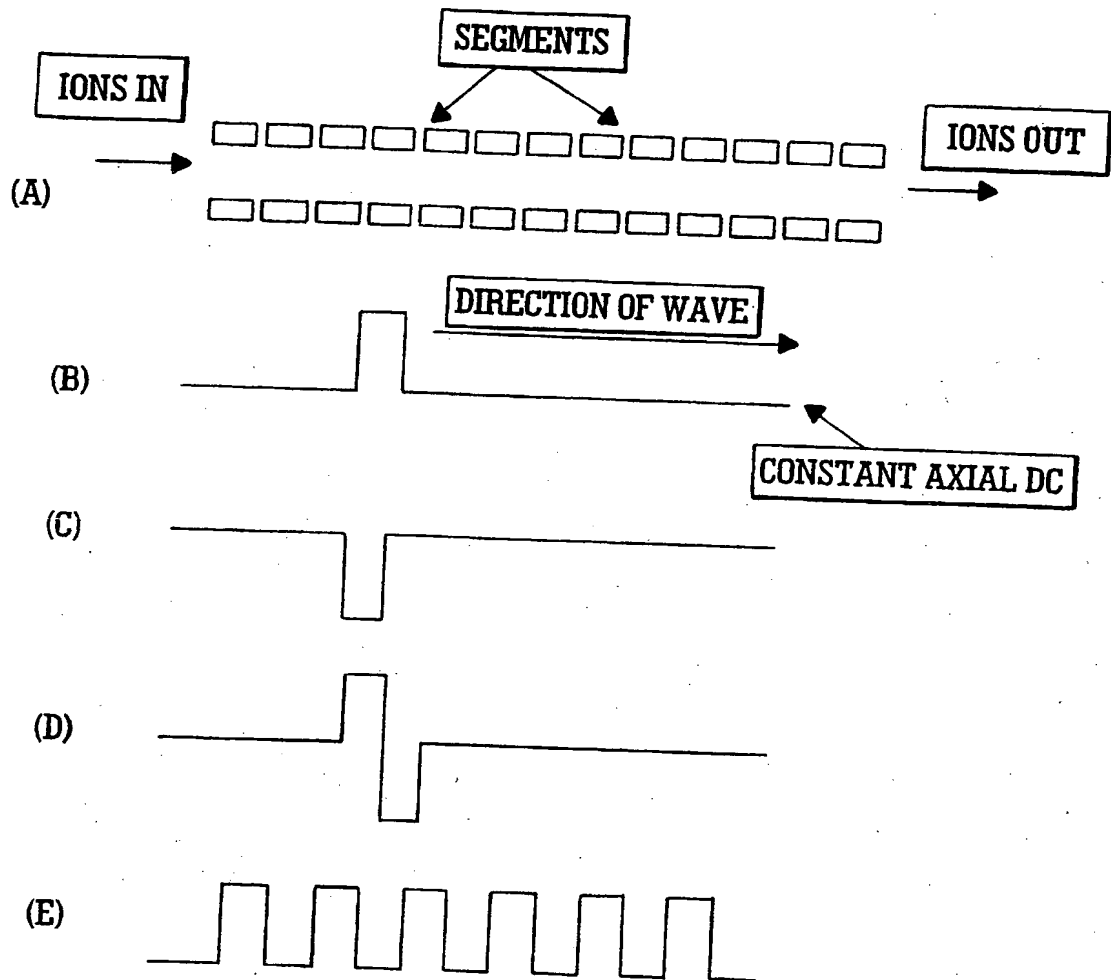 SEGMENTS
IONS IN
IONS OUT
(A)
DIRECTION OF WAVE
(B)
CONSTANT AXIAL DC
(C)
(D)
(E)